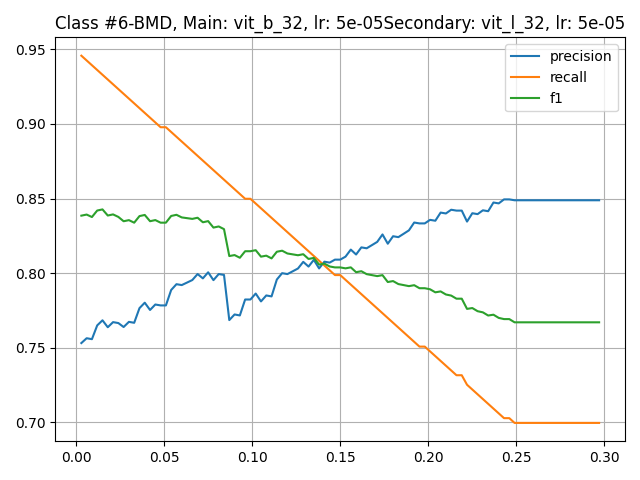 Class #6-BMD, Main: vit_b_32, lr: 5e-05Secondary: vit_l_32, lr: 5e-05
precision
recall
f1
0.95
0.90
0.85
0.80
0.75
0.70
0.00 0.05 0.10 0.15 0.20 0.25 0.30